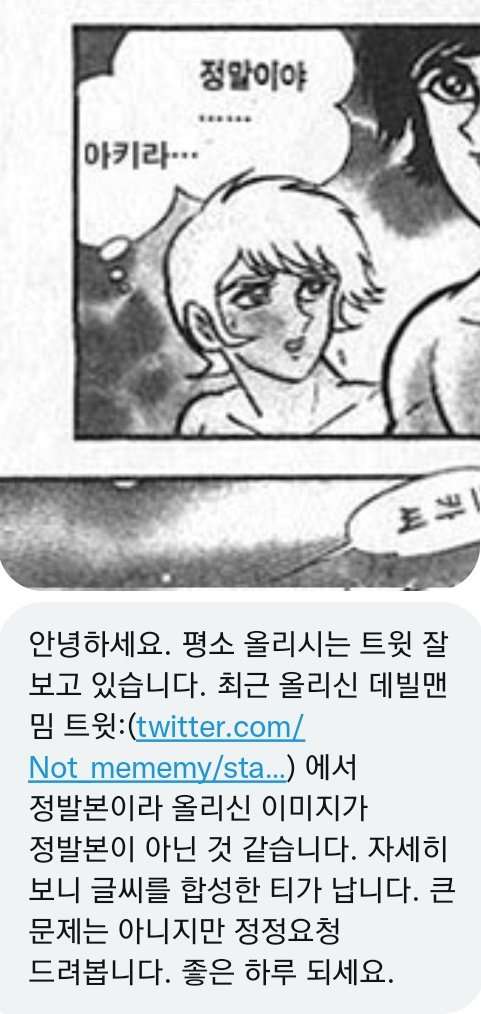 정말이야
……
아키라…
안녕하세요. 평소 올리시는 트윗 잘
보고 있습니다. 최근 올리신 데빌맨
밈 트윗:(twitter.com/
Not_mememy/sta...) 에서
정발본이라 올리신 이미지가
정발본이 아닌 것 같습니다. 자세히
보니 글씨를 합성한 티가 납니다. 큰
문제는 아니지만 정정요청
드려봅니다. 좋은 하루 되세요.